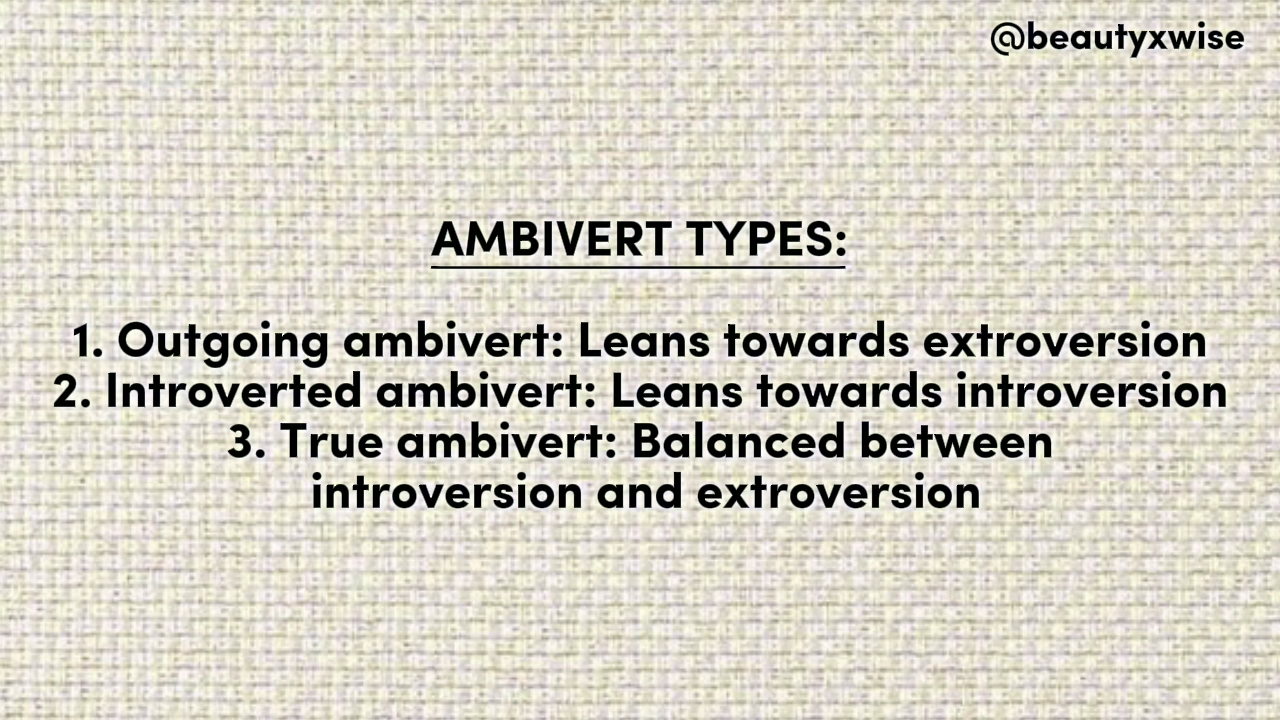 @beautyxwise
AMBIVERT TYPES:
1. Outgoing ambivert: Leans towards extroversion
2. Introverted ambivert: Leans towards introversion
3. True ambivert: Balanced between
introversion and extroversion